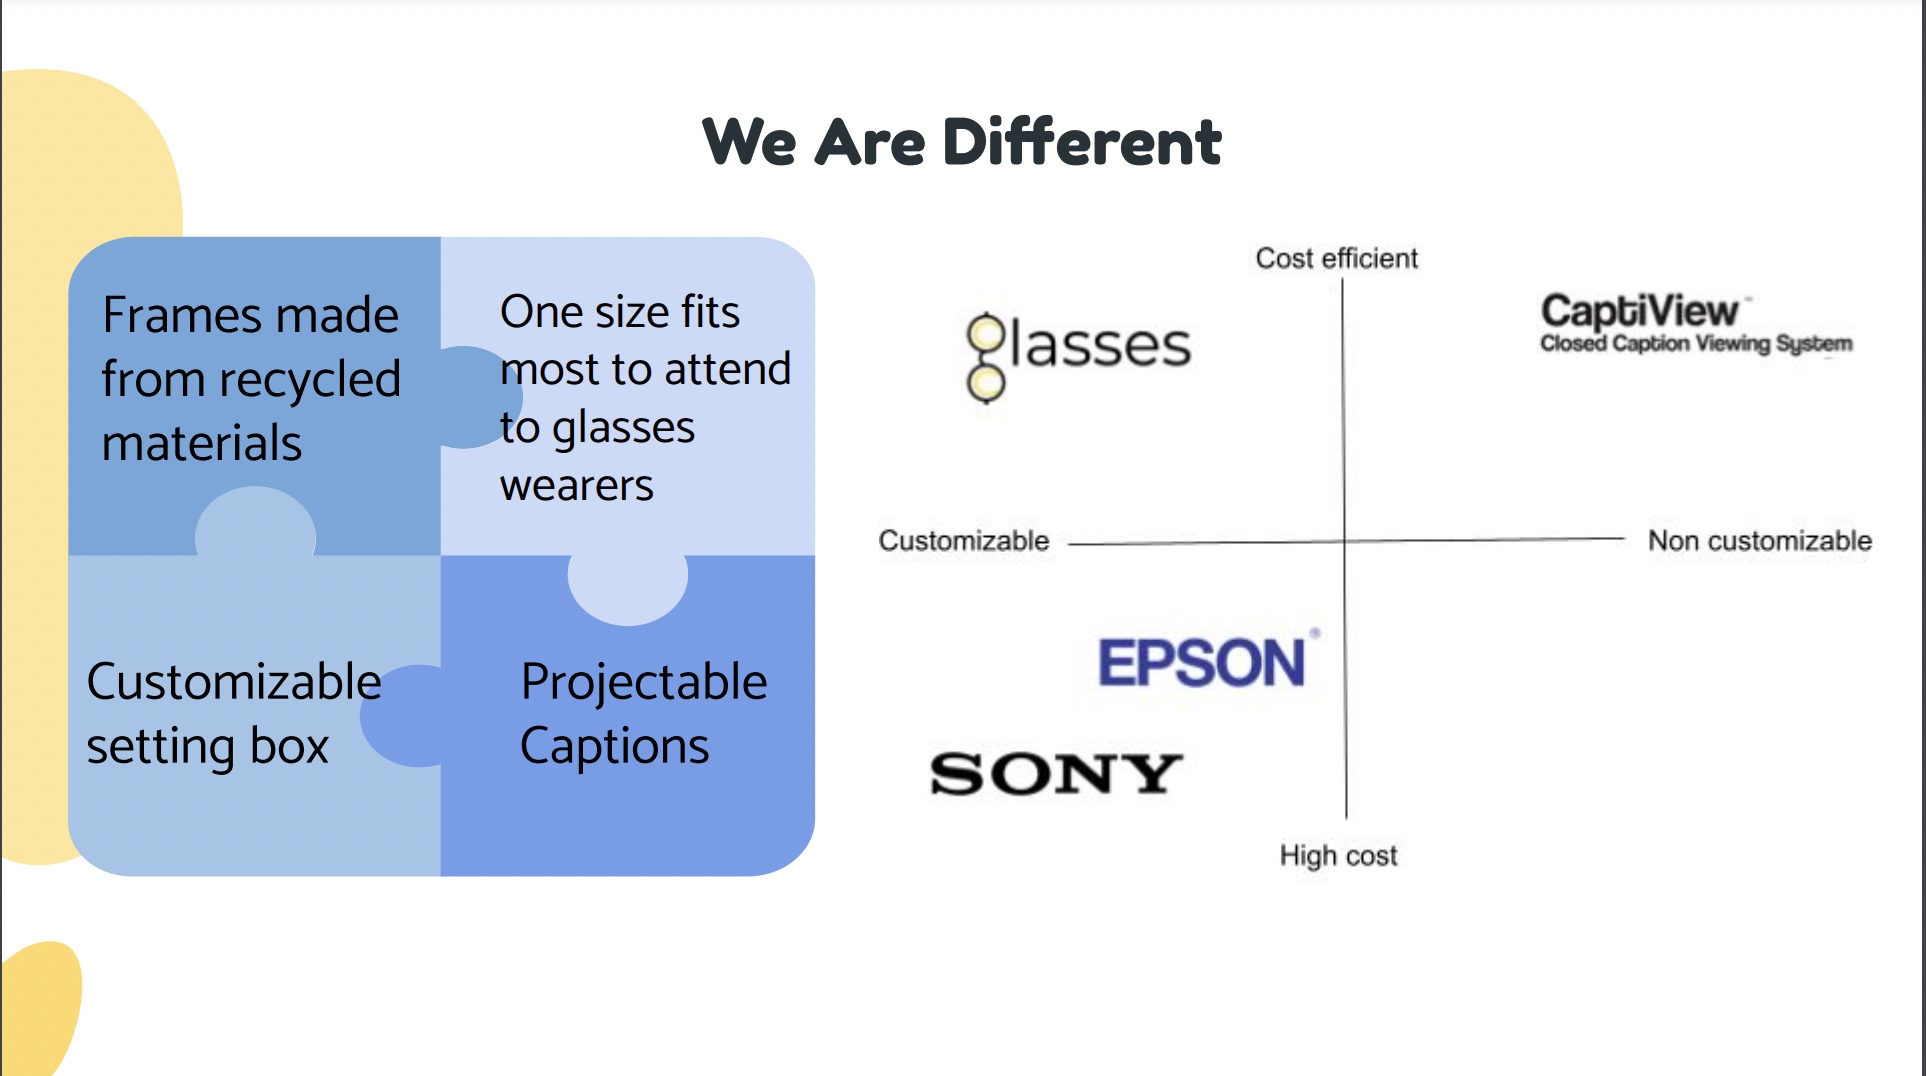 We Are Different
Frames made
from recycled
materials
One size fits
most to attend
to glasses
wearers
Customizable
setting box
Projectable
Captions
Cost efficient
glasses
CaptiView™
Closed Caption Viewing System
Customizable
Non customizable
EPSON®
SONY
High cost